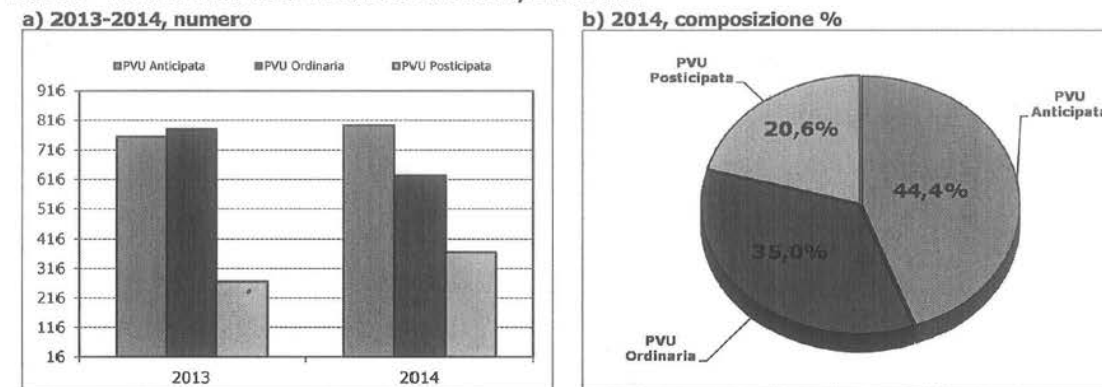 a) 2013-2014, numero
PVU Anticipata PVU Ordinaria PVU Posticipata
916
816
716
616
516
416
316
216
116
16
2013 2014
b) 2014, composizione %
PVU
Posticipata
PVU
Anticipata
20,6%
44,4%
35,0%
PVU
Ordinaria